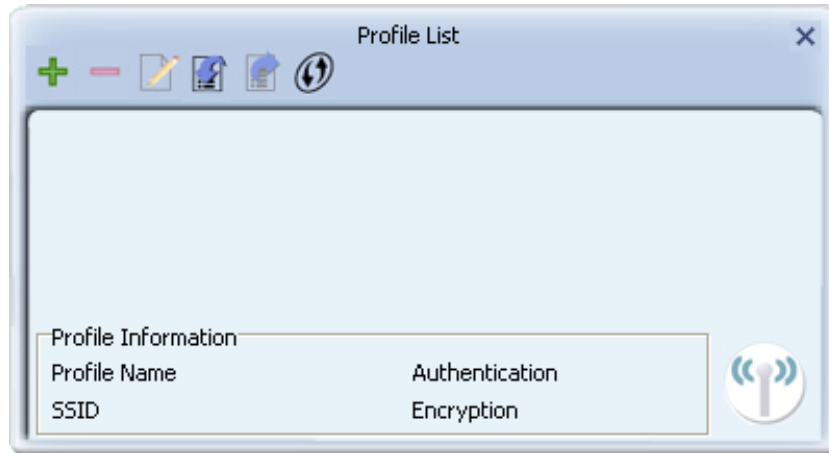 Profile List
Profile Information
Profile Name Authentication
SSID Encryption